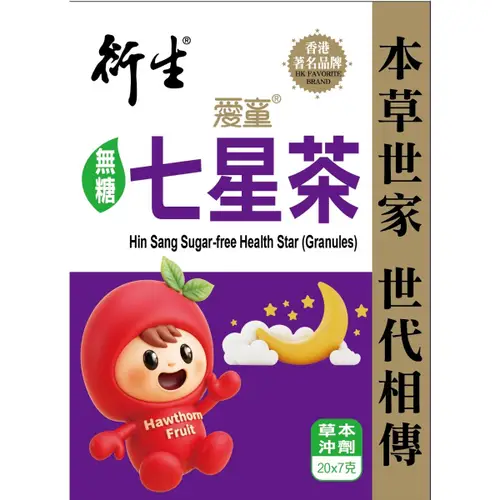 衍生®
香港
著名品牌
HK FAVORITE
BRAND
愛童®
無糖
七星茶
Hin Sang Sugar-free Health Star (Granules)
本草世家 世代相傳
Hawthorn
Fruit
草本
沖劑
20x7克